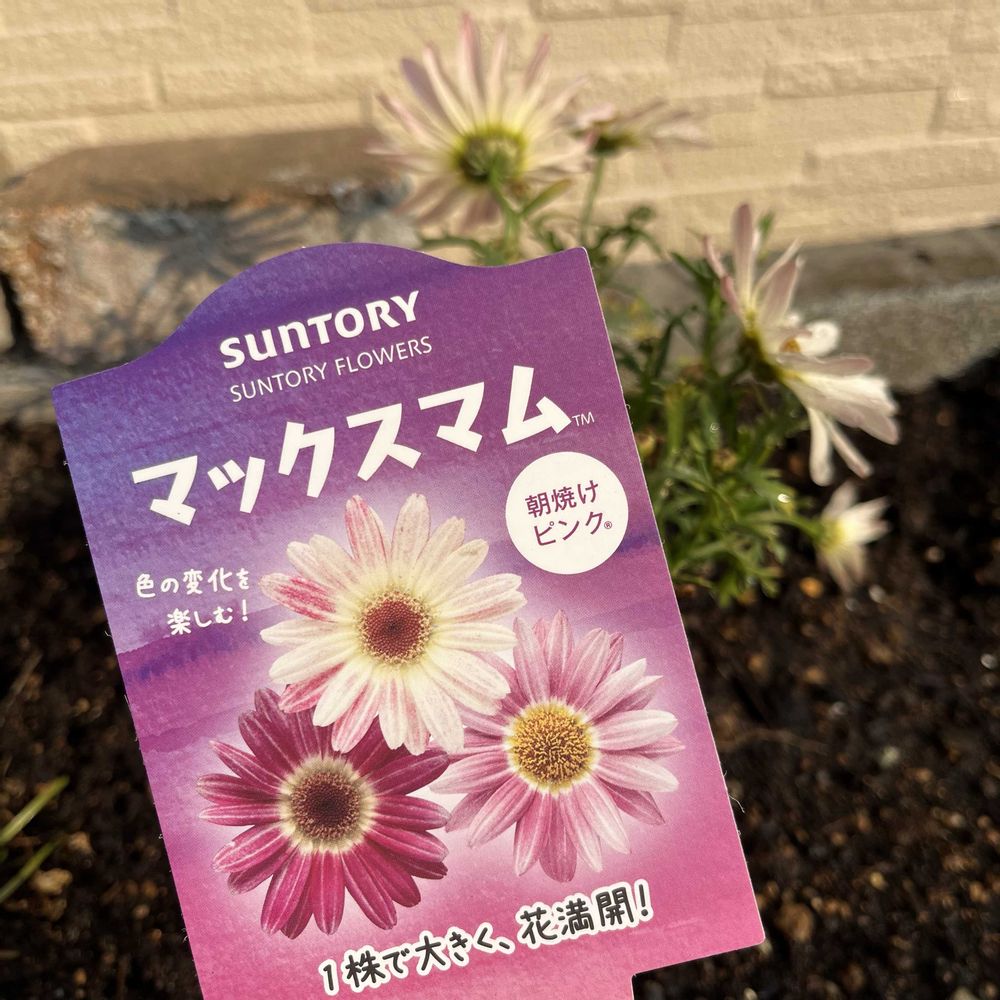 SUNTORY
SUNTORY FLOWERS
マックスマム™
朝焼け
ピンク®
色の変化を
楽しむ!
1株で大きく、花満開!